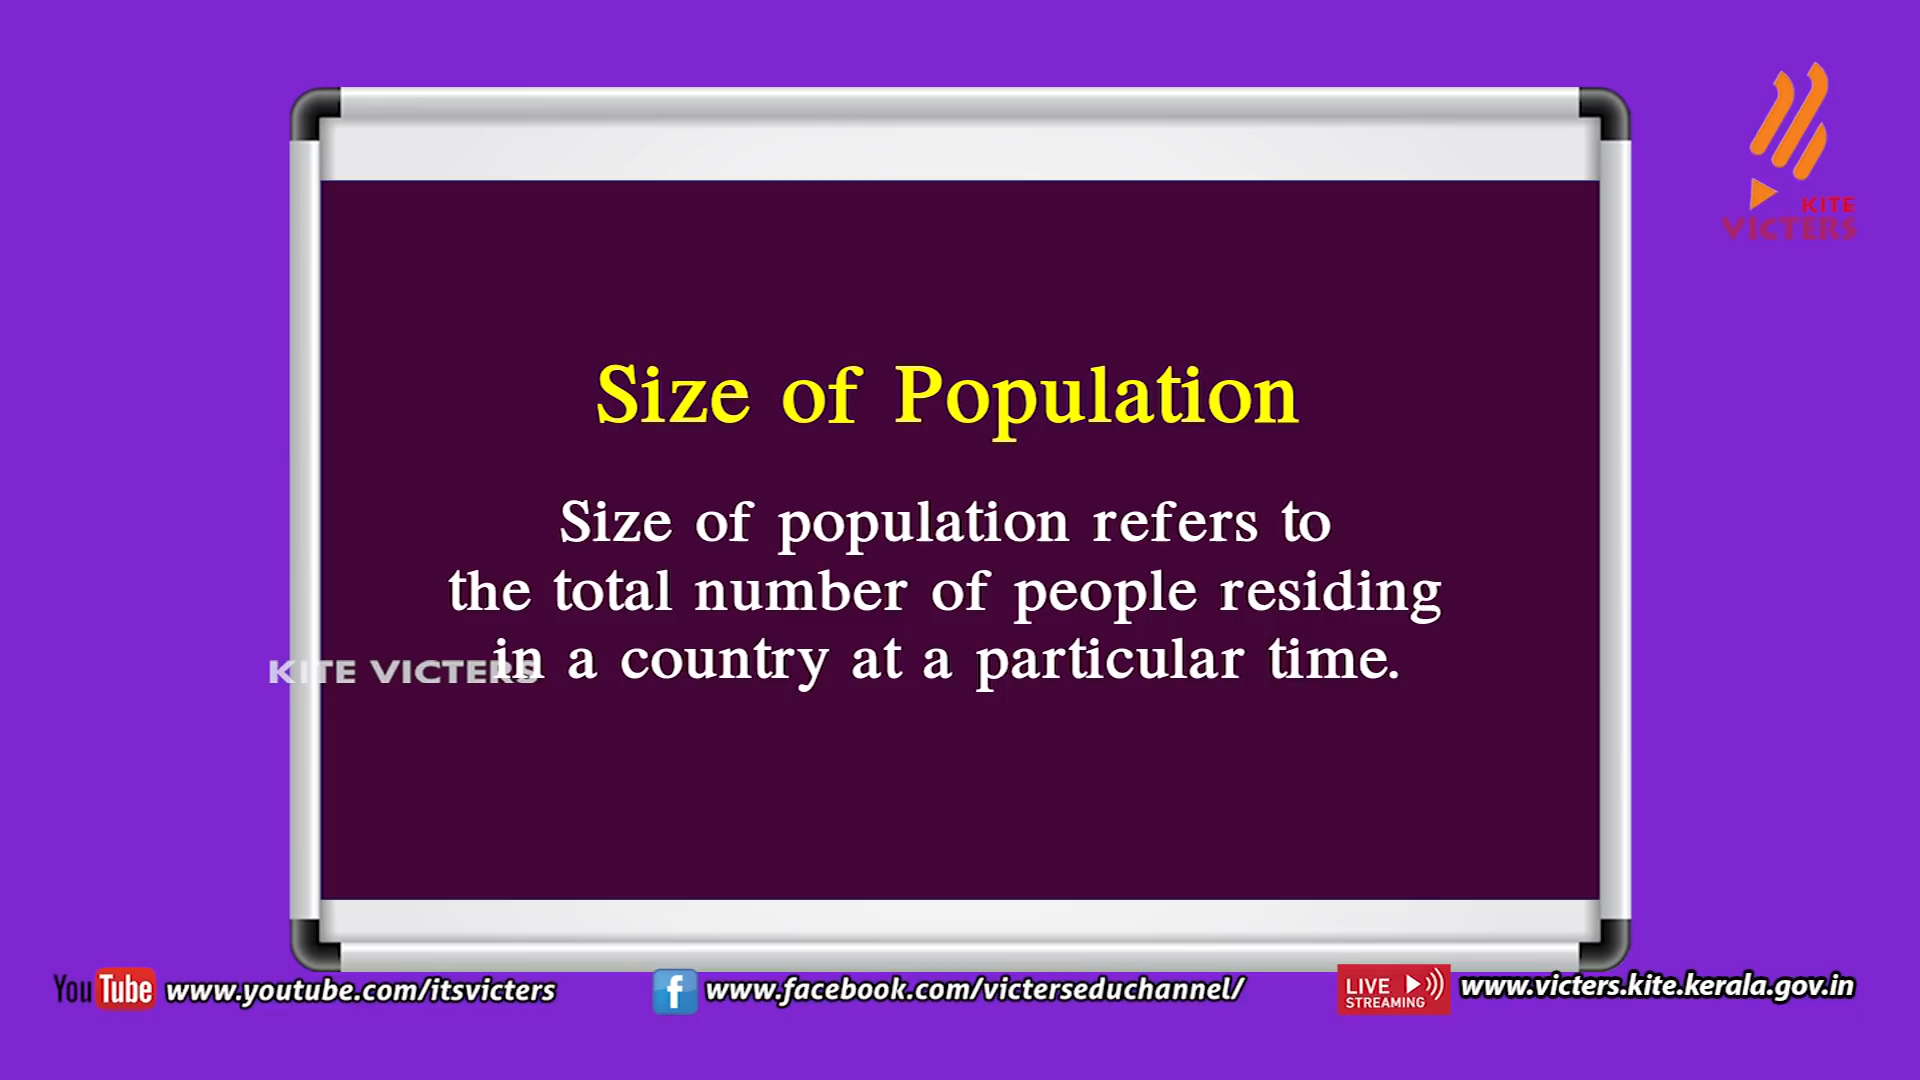 KITE
VICTERS
Size of Population
Size of population refers to
the total number of people residing
in a country at a particular time.
KITE VICTERS
YouTube www.youtube.com/itsvicters
f www.facebook.com/victerseduchannel/
LIVE
STREAMING
www.victers.kite.kerala.gov.in